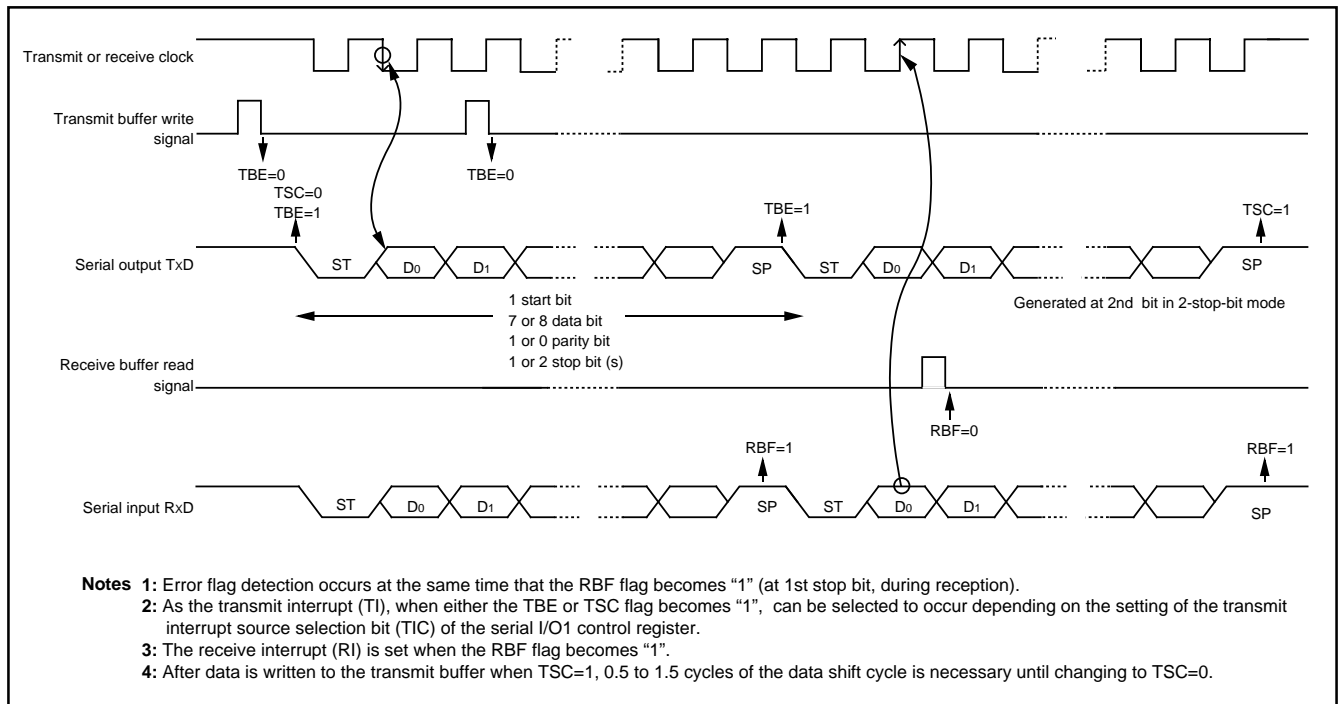 Transmit or receive clock
Transmit buffer write
signal
TBE=0
TBE=0
TSC=0
TBE=1
TBE=1
TSC=1
Serial output TxD
ST
D0
D1
SP
ST
D0
D1
SP
1 start bit
7 or 8 data bit
1 or 0 parity bit
1 or 2 stop bit (s)
Generated at 2nd bit in 2-stop-bit mode
Receive buffer read
signal
RBF=0
RBF=1
RBF=1
Serial input RxD
ST
D0
D1
SP
ST
D0
D1
SP
Notes 1: Error flag detection occurs at the same time that the RBF flag becomes “1” (at 1st stop bit, during reception).
2: As the transmit interrupt (TI), when either the TBE or TSC flag becomes “1”, can be selected to occur depending on the setting of the transmit
interrupt source selection bit (TIC) of the serial I/O1 control register.
3: The receive interrupt (RI) is set when the RBF flag becomes “1”.
4: After data is written to the transmit buffer when TSC=1, 0.5 to 1.5 cycles of the data shift cycle is necessary until changing to TSC=0.